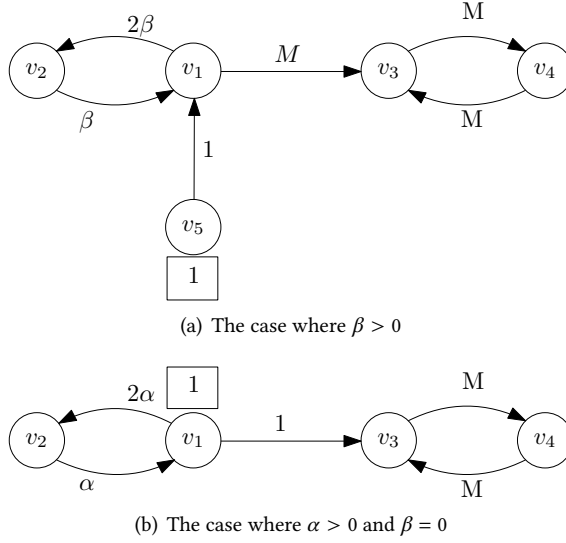 2β M
v₂ v₁ M v₃ v₄
β M
1
v₅
1
(a) The case where β > 0
1 M
2α
v₂ v₁ 1 v₃ v₄
α M
(b) The case where α > 0 and β = 0